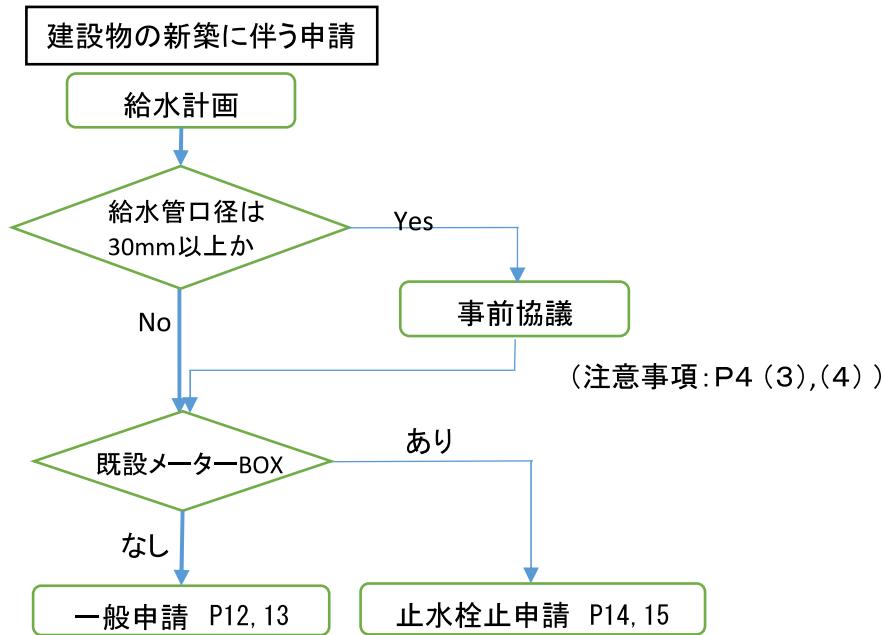 建設物の新築に伴う申請
給水計画
給水管口径は
30mm以上か
Yes
事前協議
No
（注意事項：P4（３）,（４））
あり
既設メーターBOX
なし
一般申請 P12,13
止水栓止申請 P14,15